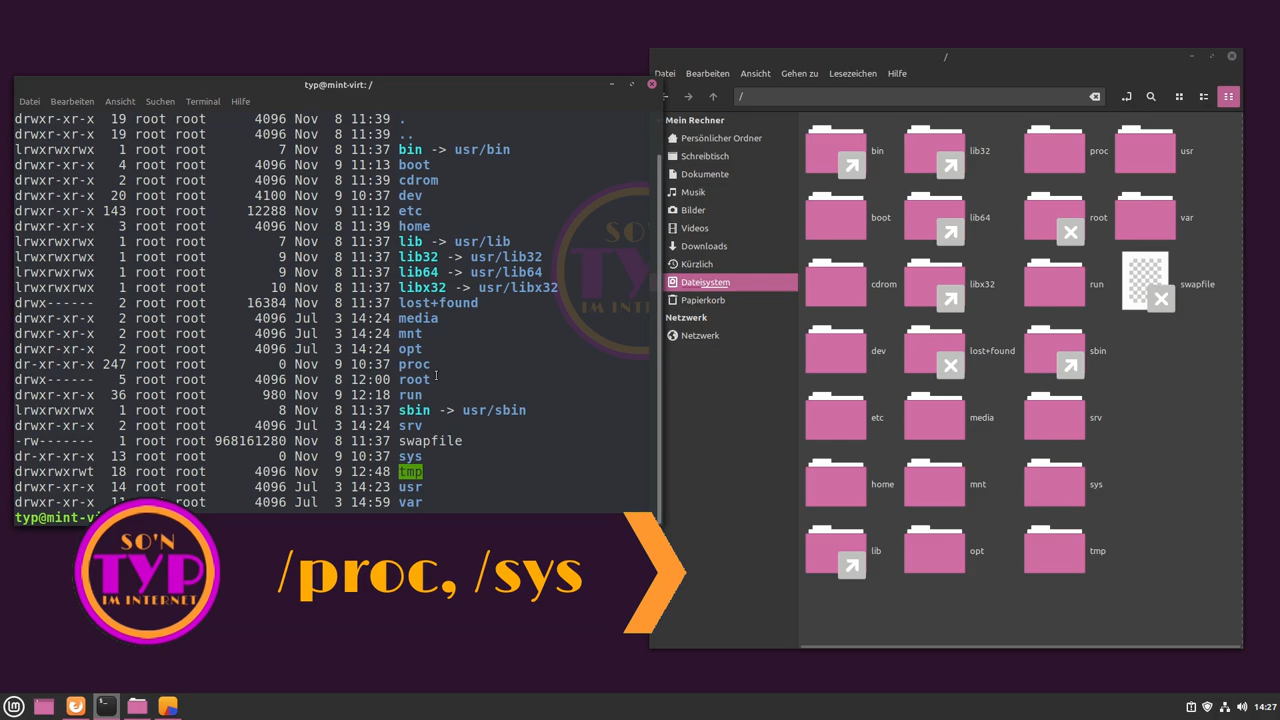 typ@mint-virt: /
Datei Bearbeiten Ansicht Suchen Terminal Hilfe
drwxr-xr-x 19 root root 4096 Nov 8 11:39 .
drwxr-xr-x 19 root root 4096 Nov 8 11:39 ..
lrwxrwxrwx 1 root root 7 Nov 8 11:37 bin -> usr/bin
drwxr-xr-x 4 root root 4096 Nov 9 11:13 boot
drwxr-xr-x 2 root root 4096 Nov 8 11:39 cdrom
drwxr-xr-x 20 root root 4100 Nov 9 11:13 dev
drwxr-xr-x 143 root root 12288 Nov 9 11:12 etc
drwxr-xr-x 3 root root 4096 Nov 8 11:39 home
lrwxrwxrwx 1 root root 7 Nov 8 11:37 lib -> usr/lib
lrwxrwxrwx 1 root root 9 Nov 8 11:37 lib32 -> usr/lib32
lrwxrwxrwx 1 root root 9 Nov 8 11:37 lib64 -> usr/lib64
lrwxrwxrwx 1 root root 10 Nov 8 11:37 libx32 -> usr/libx32
drwx------ 2 root root 16384 Nov 8 11:37 lost+found
drwxr-xr-x 2 root root 4096 Jul 3 14:24 media
drwxr-xr-x 2 root root 4096 Jul 3 14:24 mnt
drwxr-xr-x 2 root root 4096 Jul 3 14:24 opt
dr-xr-xr-x 247 root root 0 Nov 9 10:37 proc
drwx------ 5 root root 4096 Nov 8 12:00 root
drwxr-xr-x 36 root root 980 Nov 9 12:18 run
lrwxrwxrwx 1 root root 8 Nov 8 11:37 sbin -> usr/sbin
drwxr-xr-x 2 root root 4096 Jul 3 14:24 srv
-rw------- 1 root root 968161280 Nov 8 11:37 swapfile
dr-xr-xr-x 13 root root 0 Nov 9 10:37 sys
drwxrwxrwt 18 root root 4096 Nov 9 12:48 tmp
drwxr-xr-x 14 root root 4096 Jul 3 14:23 usr
drwxr-xr-x 11 root root 4096 Jul 3 14:59 var
typ@mint-vi
SO'N
TYP
SO'N
TYP
IM INTERNET
/proc, /sys
/
Datei Bearbeiten Ansicht Gehen zu Lesezeichen Hilfe
/
Mein Rechner
Persönlicher Ordner
Schreibtisch
Dokumente
Musik
Bilder
Videos
Downloads
Kürzlich
Dateisystem
Papierkorb
Netzwerk
Netzwerk
bin lib32 proc usr
boot lib64 root var
cdrom libx32 run swapfile
dev lost+found sbin
etc media srv
home mnt sys
lib opt tmp
14:27